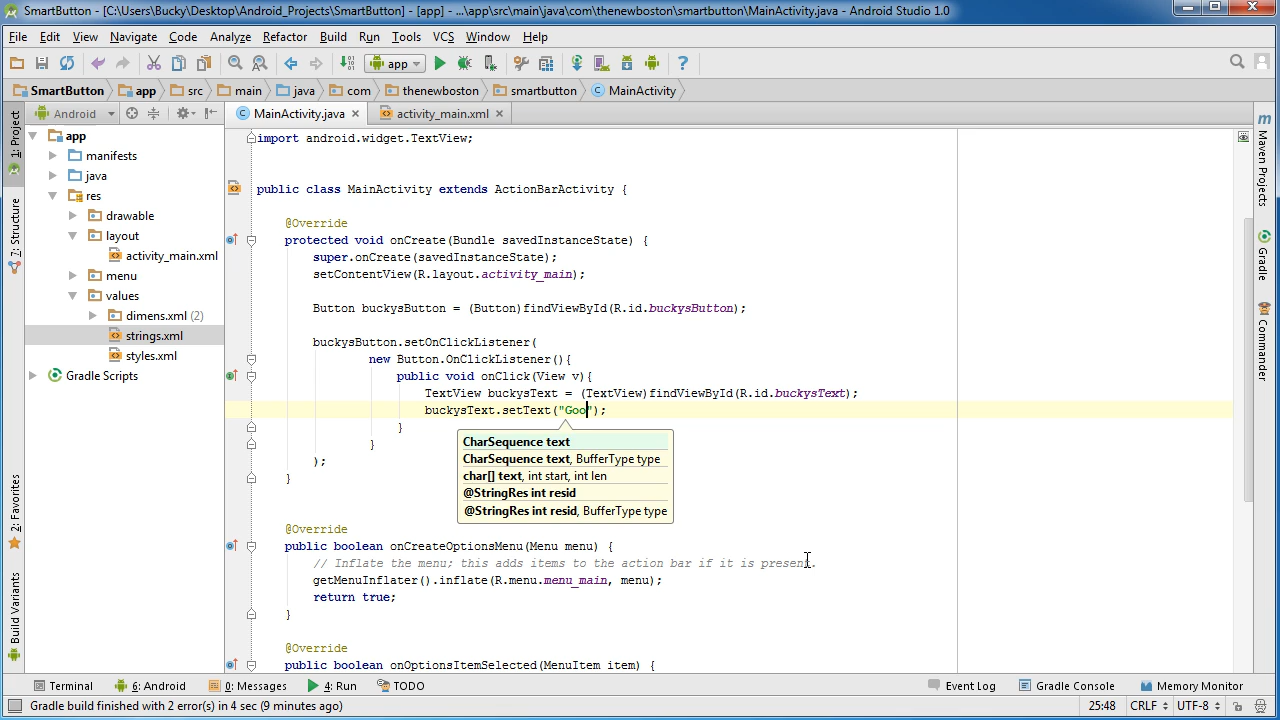 SmartButton - [C:\Users\Bucky\Desktop\Android_Projects\SmartButton] - [app] - ...\app\src\main\java\com\thenewboston\smartbutton\MainActivity.java - Android Studio 1.0
File Edit View Navigate Code Analyze Refactor Build Run Tools VCS Window Help
app
SmartButton app src main java com thenewboston smartbutton MainActivity
Android
MainActivity.java activity_main.xml
1: Project
7: Structure
2: Favorites
Build Variants
app
manifests
java
res
drawable
layout
activity_main.xml
menu
values
dimens.xml (2)
strings.xml
styles.xml
Gradle Scripts
import android.widget.TextView;
public class MainActivity extends ActionBarActivity {
@Override
protected void onCreate(Bundle savedInstanceState) {
super.onCreate(savedInstanceState);
setContentView(R.layout.activity_main);
Button buckysButton = (Button)findViewById(R.id.buckysButton);
buckysButton.setOnClickListener(
new Button.OnClickListener(){
public void onClick(View v){
TextView buckysText = (TextView)findViewById(R.id.buckysText);
buckysText.setText("Goo");
}
}
);
}
CharSequence text
CharSequence text, BufferType type
char[] text, int start, int len
@StringRes int resid
@StringRes int resid, BufferType type
@Override
public boolean onCreateOptionsMenu(Menu menu) {
// Inflate the menu; this adds items to the action bar if it is present.
getMenuInflater().inflate(R.menu.menu_main, menu);
return true;
}
@Override
public boolean onOptionsItemSelected(MenuItem item) {
m
Maven Projects
Gradle
Commander
Terminal 6: Android 0: Messages 4: Run TODO Event Log Gradle Console Memory Monitor
Gradle build finished with 2 error(s) in 4 sec (9 minutes ago) 25:48 CRLF UTF-8